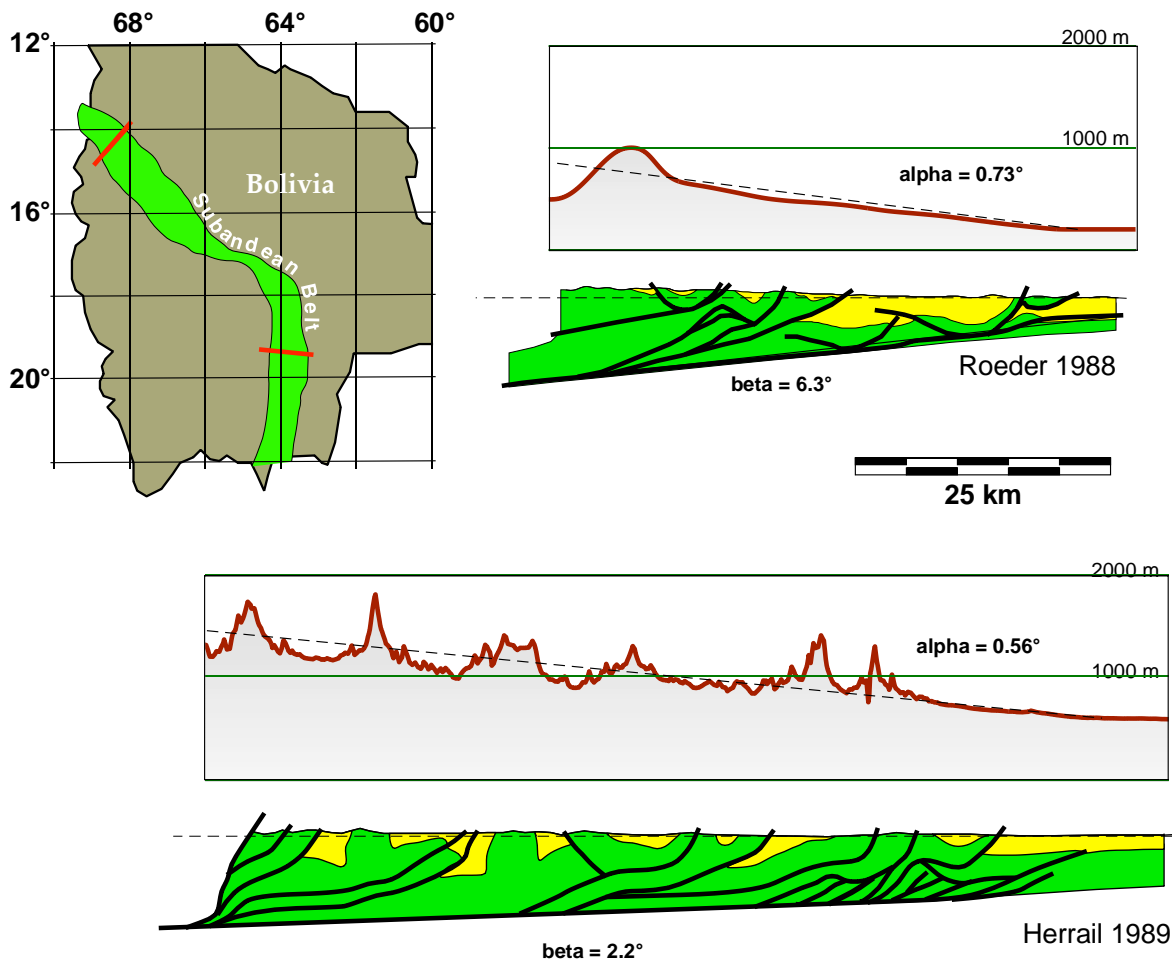 68° 64° 60°
12°
16°
20°
Bolivia
Subandean Belt
2000 m
1000 m
alpha = 0.73°
beta = 6.3°
Roeder 1988
25 km
2000 m
1000 m
alpha = 0.56°
beta = 2.2°
Herrail 1989